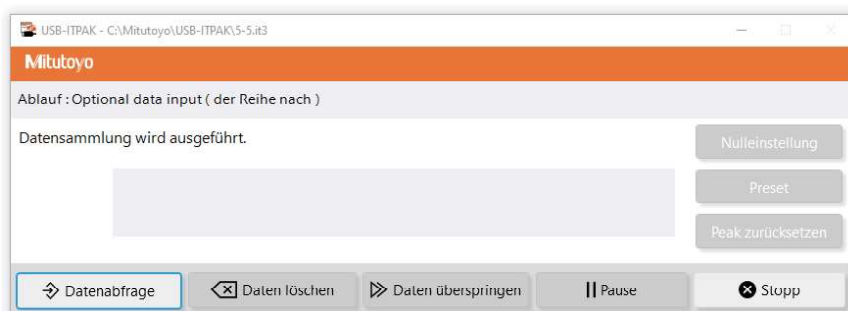 USB-ITPAK - C:\Mitutoyo\USB-ITPAK\5-5.it3
Mitutoyo
Ablauf : Optional data input ( der Reihe nach )
Datensammlung wird ausgeführt.
Nulleinstellung
Preset
Peak zurücksetzen
Datenabfrage Daten löschen Daten überspringen Pause Stopp